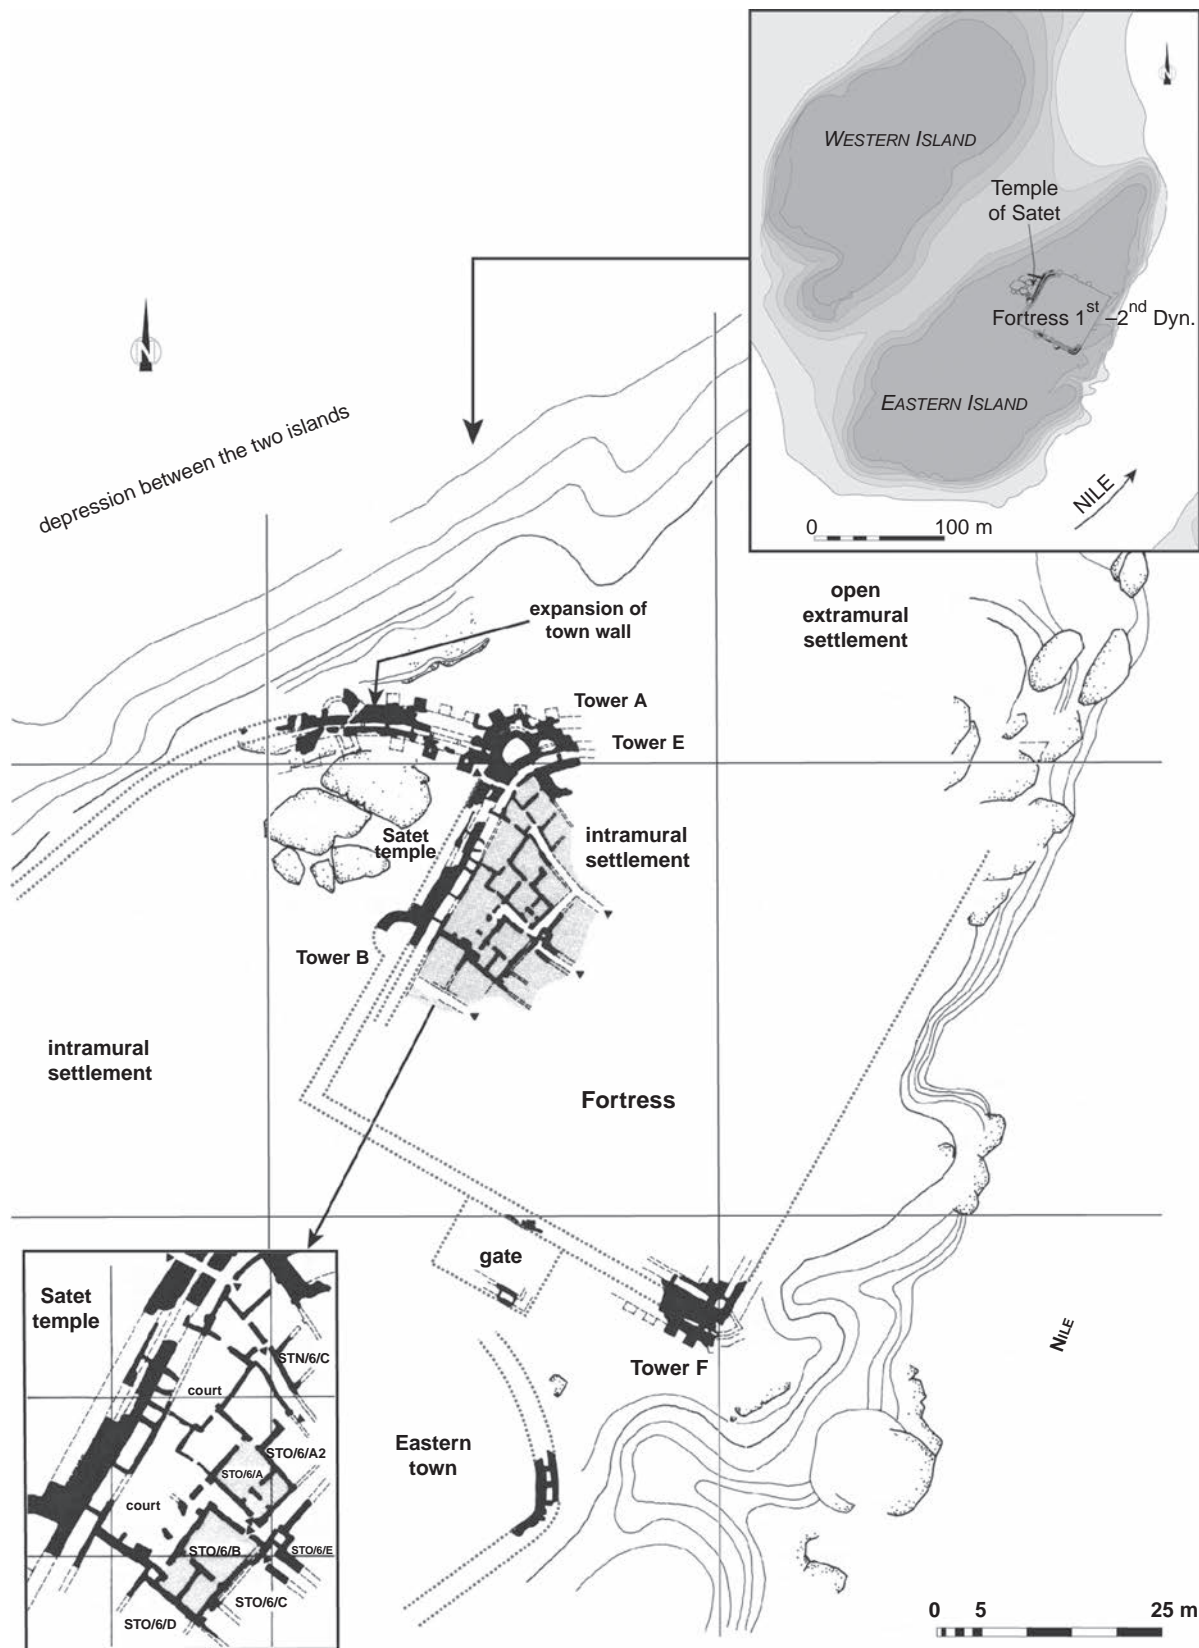 WESTERN ISLAND
Temple
of Satet
Fortress 1st –2nd Dyn.
EASTERN ISLAND
NILE
0 100 m
N
depression between the two islands
open
extramural
settlement
expansion of
town wall
Tower A
Tower E
Satet
temple
intramural
settlement
Tower B
intramural
settlement
Fortress
gate
Tower F
NILE
Eastern
town
Satet
temple
STN/6/C
court
STO/6/A2
STO/6/A
court
STO/6/B
STO/6/E
STO/6/C
STO/6/D
0 5 25 m